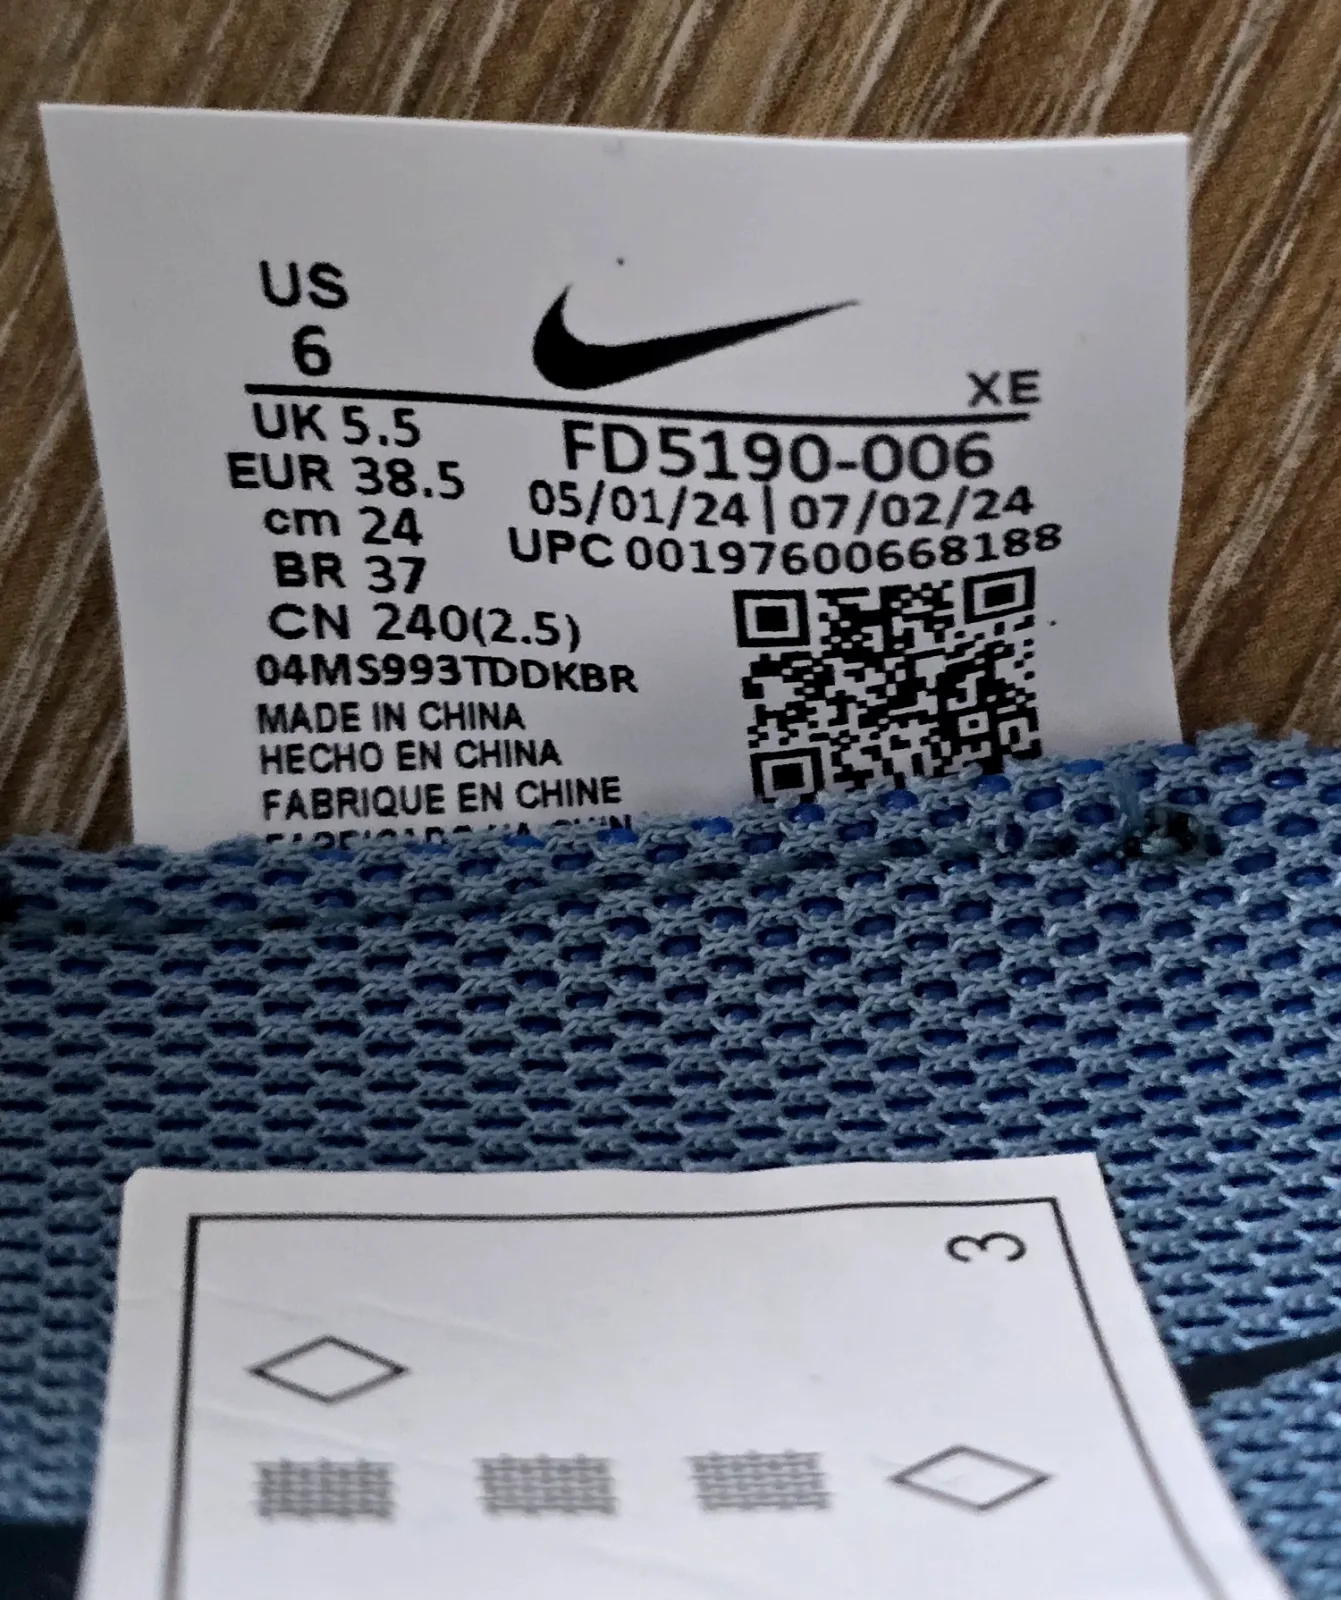 US
6
XE
UK 5.5
EUR 38.5
cm 24
BR 37
CN 240(2.5)
04MS993TDDKBR
MADE IN CHINA
HECHO EN CHINA
FABRIQUE EN CHINE
FD5190-006
05/01/24 | 07/02/24
UPC 00197600668188
3